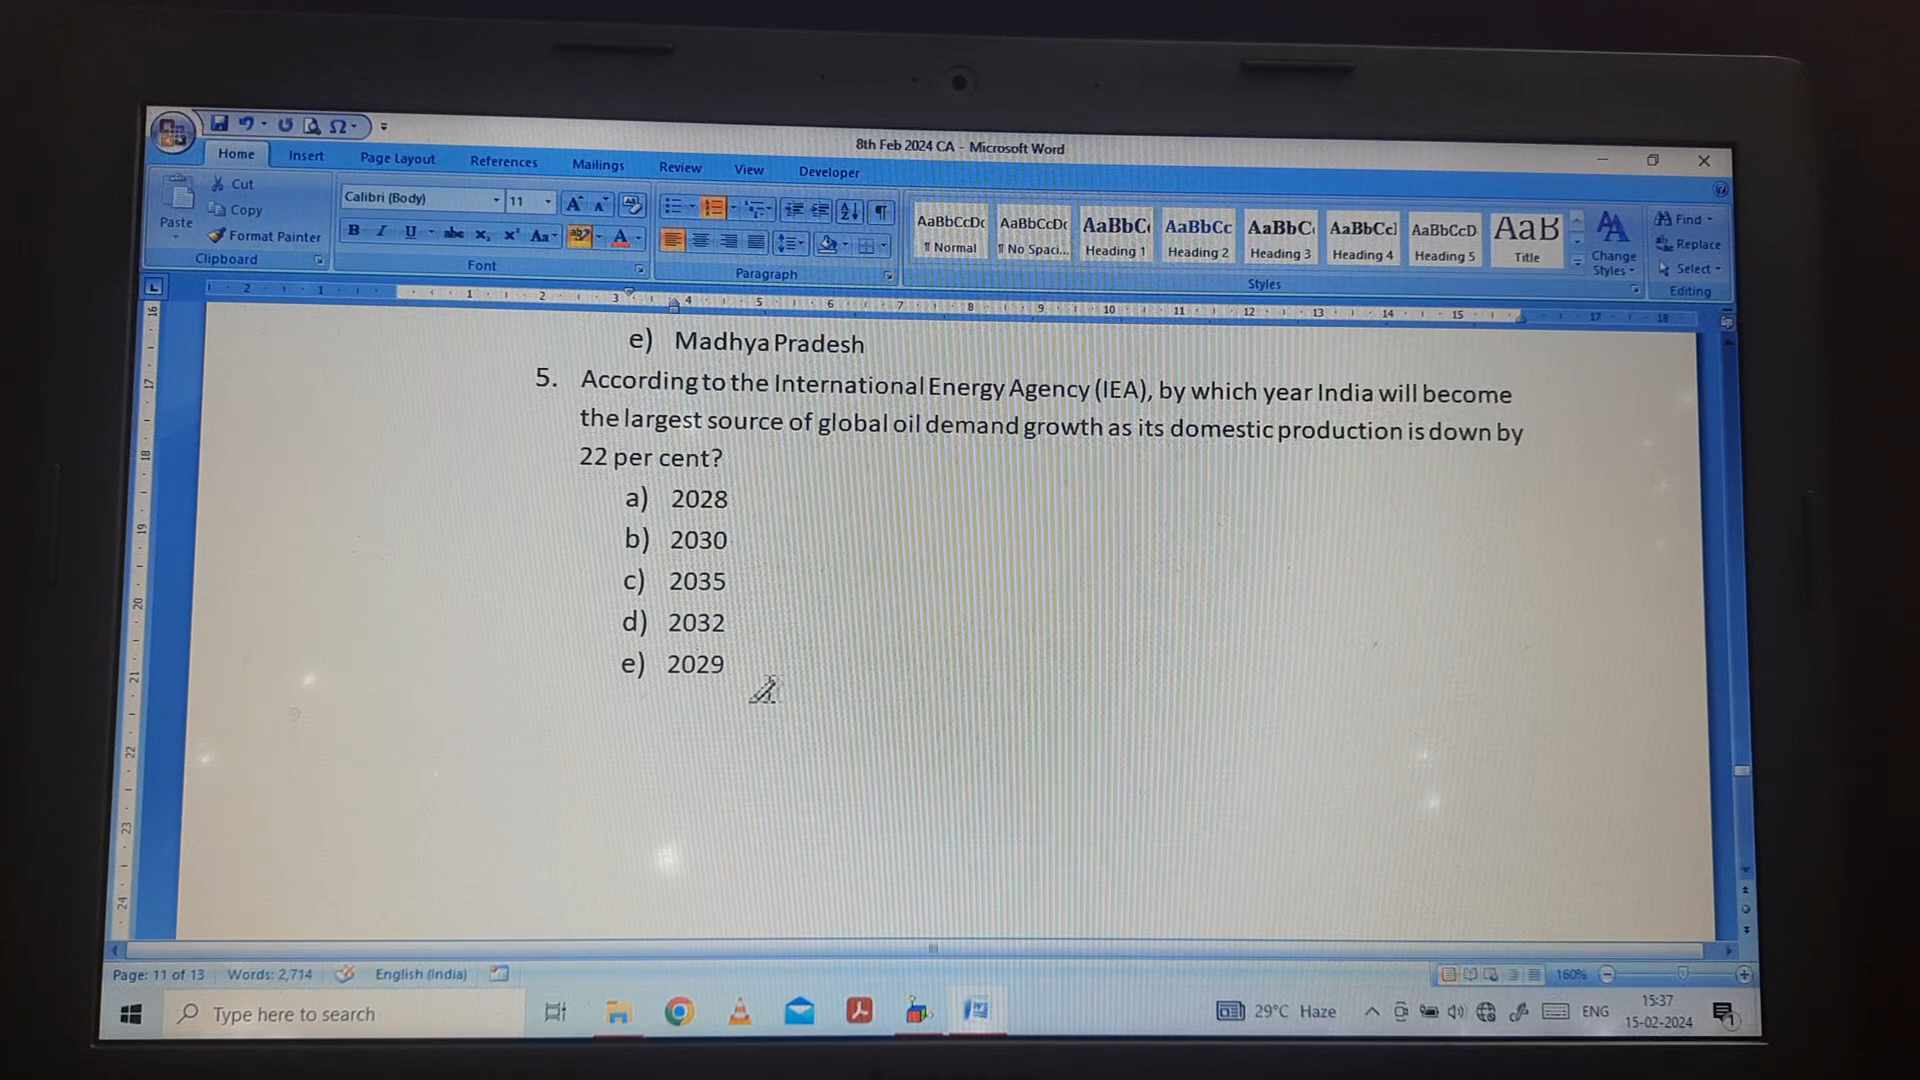 8th Feb 2024 CA - Microsoft Word
Home Insert Page Layout References Mailings Review View Developer
Paste
Cut
Copy
Format Painter
Clipboard
Calibri (Body) 11
Font
Paragraph
AaBbCcDc AaBbCcDc AaBbC AaBbCc AaBbC AaBbCcI AaBbCcD AaB
¶ Normal ¶ No Spaci... Heading 1 Heading 2 Heading 3 Heading 4 Heading 5 Title
Change Styles
Styles
Find
Replace
Select
Editing
e) Madhya Pradesh
5. According to the International Energy Agency (IEA), by which year India will become
the largest source of global oil demand growth as its domestic production is down by
22 per cent?
a) 2028
b) 2030
c) 2035
d) 2032
e) 2029
Page: 11 of 13 Words: 2,714 English (India) 160%
Type here to search
29°C Haze ENG
15:37
15-02-2024
1